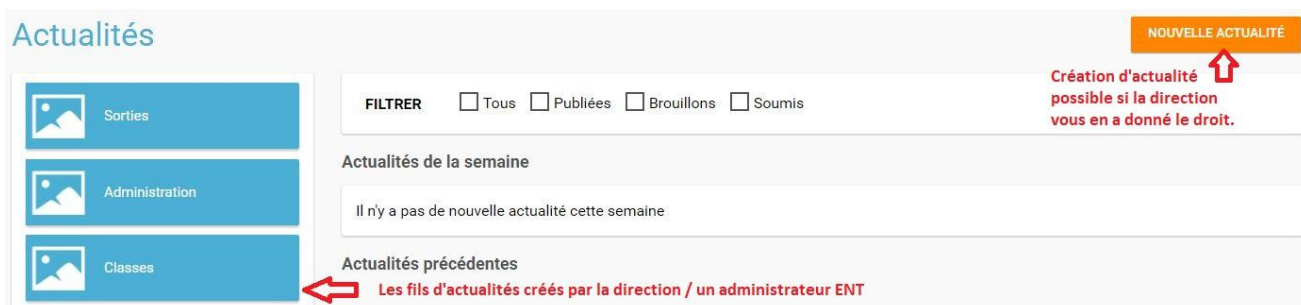 Actualités
NOUVELLE ACTUALITÉ
Création d'actualité
possible si la direction
vous en a donné le droit.
Sorties
Administration
Classes
FILTRER Tous Publiées Brouillons Soumis
Actualités de la semaine
Il n'y a pas de nouvelle actualité cette semaine
Actualités précédentes
Les fils d'actualités créés par la direction / un administrateur ENT